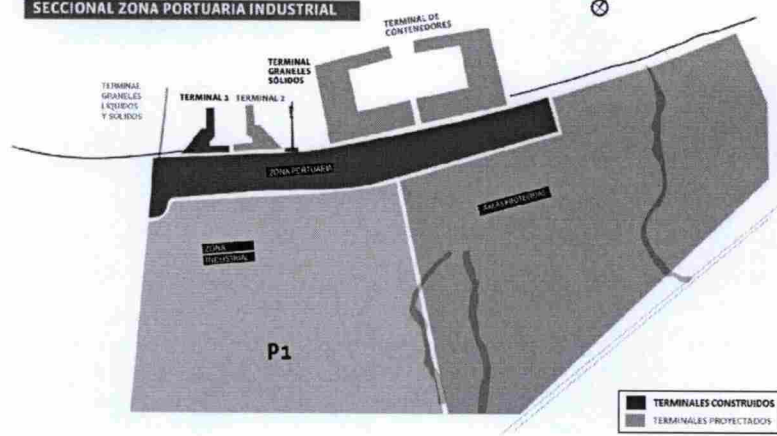 SECCIONAL ZONA PORTUARIA INDUSTRIAL
TERMINAL DE
CONTENEDORES
TERMINAL
GRANELES
SÓLIDOS
TERMINAL
GRANELES
LÍQUIDOS
Y SÓLIDOS
TERMINAL 1
TERMINAL 2
ZONA PORTUARIA
ZONA
INDUSTRIAL
P1
TERMINALES CONSTRUIDOS
TERMINALES PROYECTADOS